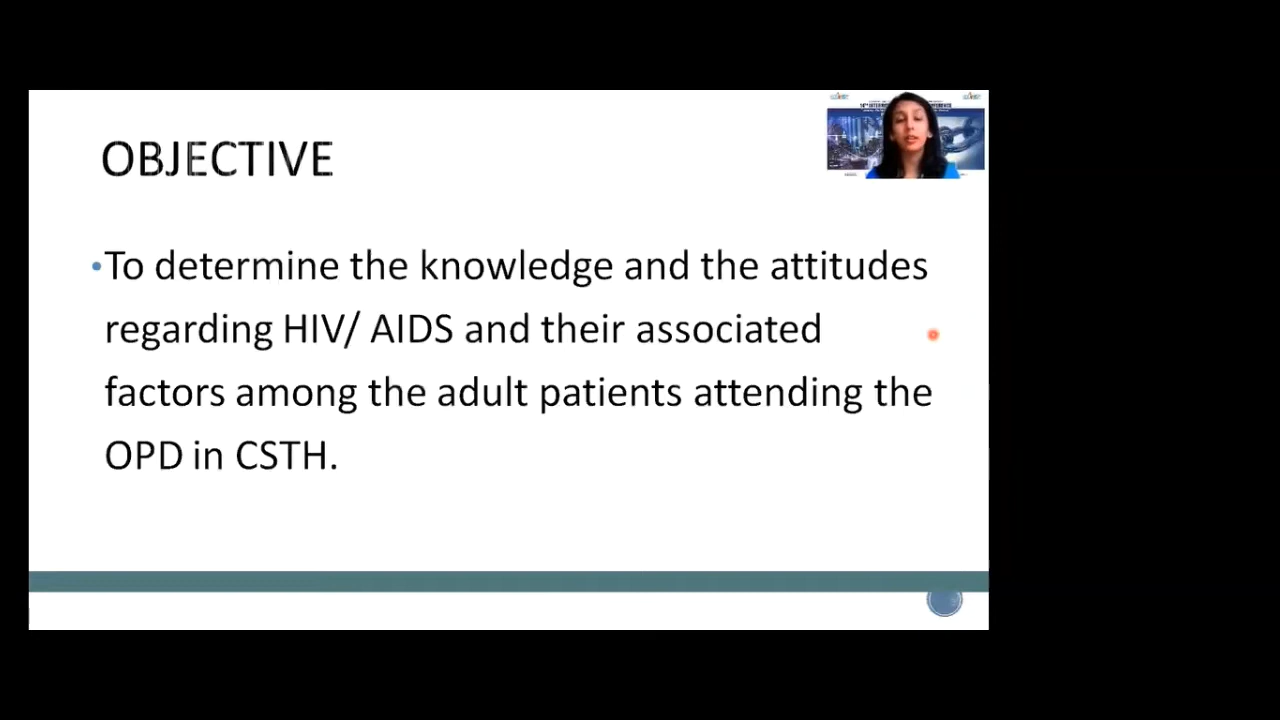 OBJECTIVE
•To determine the knowledge and the attitudes
regarding HIV/ AIDS and their associated
factors among the adult patients attending the
OPD in CSTH.